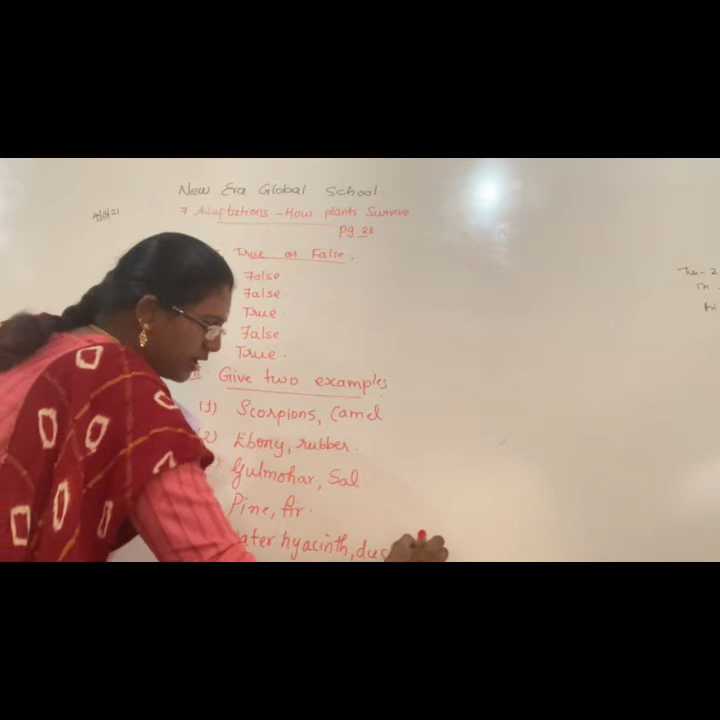 New Era Global School.
7 Adaptations - How plants Survive
Pg 28
True or False.
False
False
True
False
True
II Give two examples
1) Scorpions, Camel
2) Ebony, rubber
Gulmohar, Sal
Pine, fir.
ater hyacinth, duc